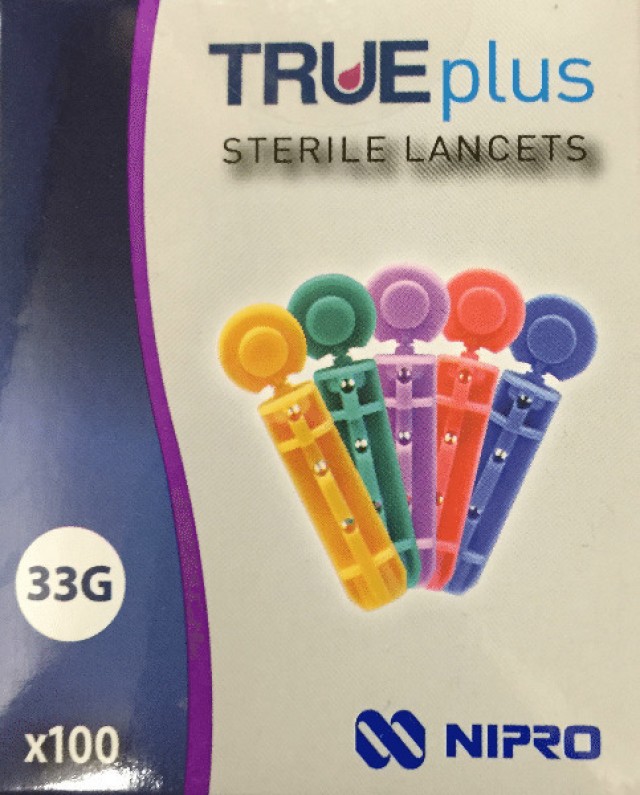 TRUEplus
STERILE LANCETS
33G
x100
NIPRO